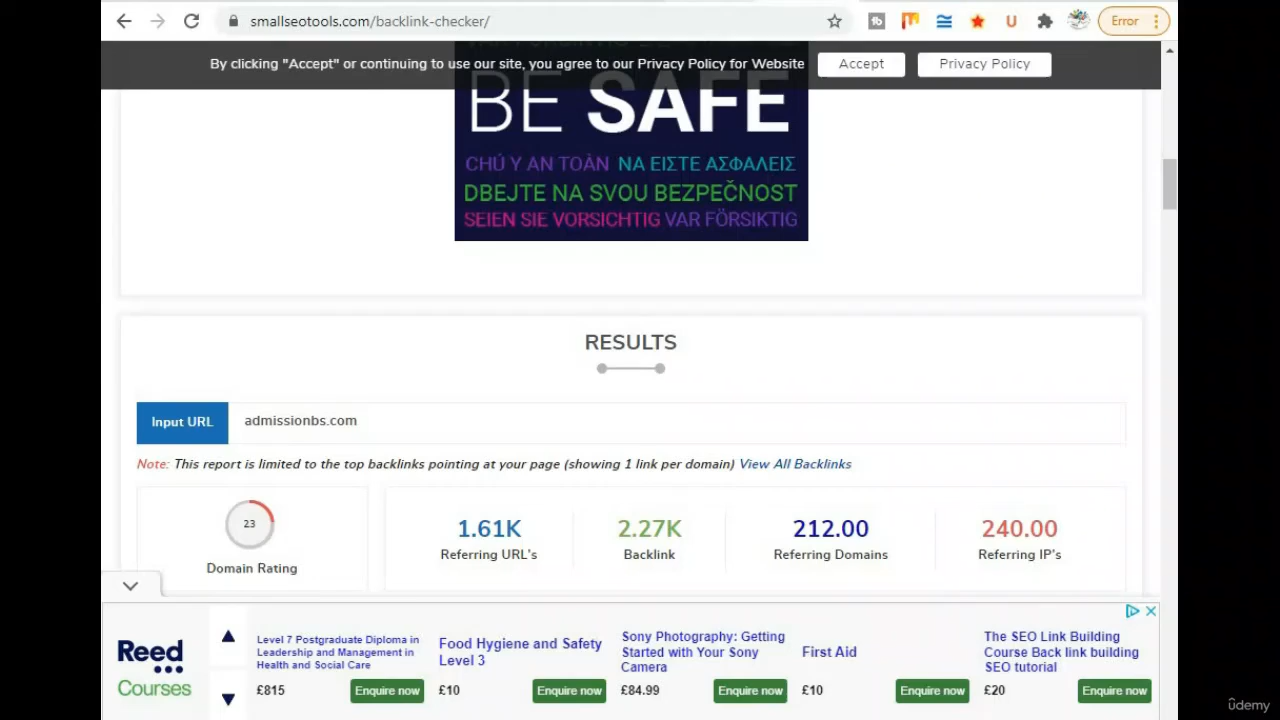 smallseotools.com/backlink-checker/
Error
By clicking "Accept" or continuing to use our site, you agree to our Privacy Policy for Website
Accept
Privacy Policy
BE SAFE
CHÚ Ý AN TOÀN ΝΑ ΕΙΣΤΕ ΑΣΦΑΛΕΙΣ
DBEJTE NA SVOU BEZPEČNOST
SEIEN SIE VORSICHTIG VAR FÖRSIKTIG
RESULTS
Input URL
admissionbs.com
Note: This report is limited to the top backlinks pointing at your page (showing 1 link per domain) View All Backlinks
23
Domain Rating
1.61K
Referring URL's
2.27K
Backlink
212.00
Referring Domains
240.00
Referring IP's
Reed
Courses
Level 7 Postgraduate Diploma in
Leadership and Management in
Health and Social Care
£815
Enquire now
Food Hygiene and Safety
Level 3
£10
Enquire now
Sony Photography: Getting
Started with Your Sony
Camera
£84.99
Enquire now
First Aid
£10
Enquire now
The SEO Link Building
Course Back link building
SEO tutorial
£20
Enquire now
ûdemy